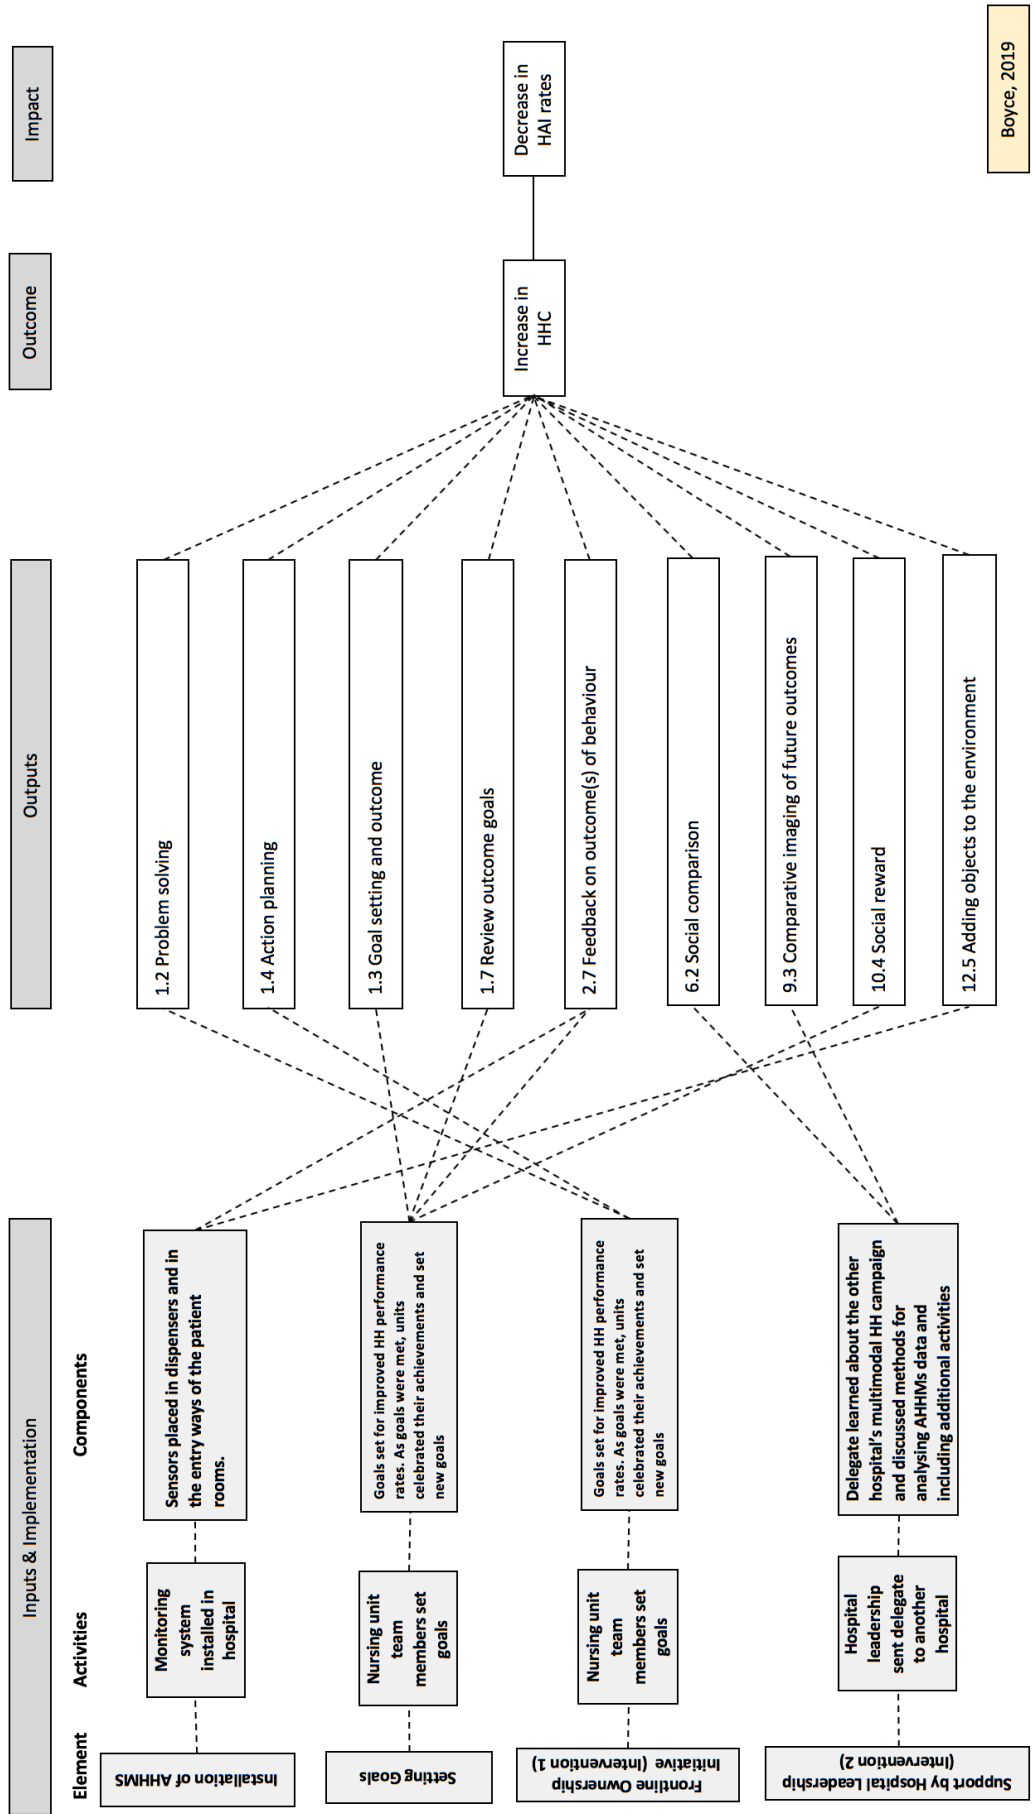 Inputs & Implementation
Outputs
Outcome
Impact
Element
Activities
Components
Installation of AHHMS
Monitoring
system
installed in
hospital
Sensors placed in dispensers and in
the entry ways of the patient
rooms.
Setting Goals
Nursing unit
team
members set
goals
Goals set for improved HH performance
rates. As goals were met, units
celebrated their achievements and set
new goals
Frontline Ownership
Initiative (Intervention 1)
Nursing unit
team
members set
goals
Goals set for improved HH performance
rates. As goals were met, units
celebrated their achievements and set
new goals
Support by Hospital Leadership
(Intervention 2)
Hospital
leadership
sent delegate
to another
hospital
Delegate learned about the other
hospital's multimodal HH campaign
and discussed methods for
analysing AHHMs data and
including additional activities
1.2 Problem solving
1.4 Action planning
1.3 Goal setting and outcome
1.7 Review outcome goals
2.7 Feedback on outcome(s) of behaviour
6.2 Social comparison
9.3 Comparative imaging of future outcomes
10.4 Social reward
12.5 Adding objects to the environment
Increase in
HHC
Decrease in
HAI rates
Boyce, 2019